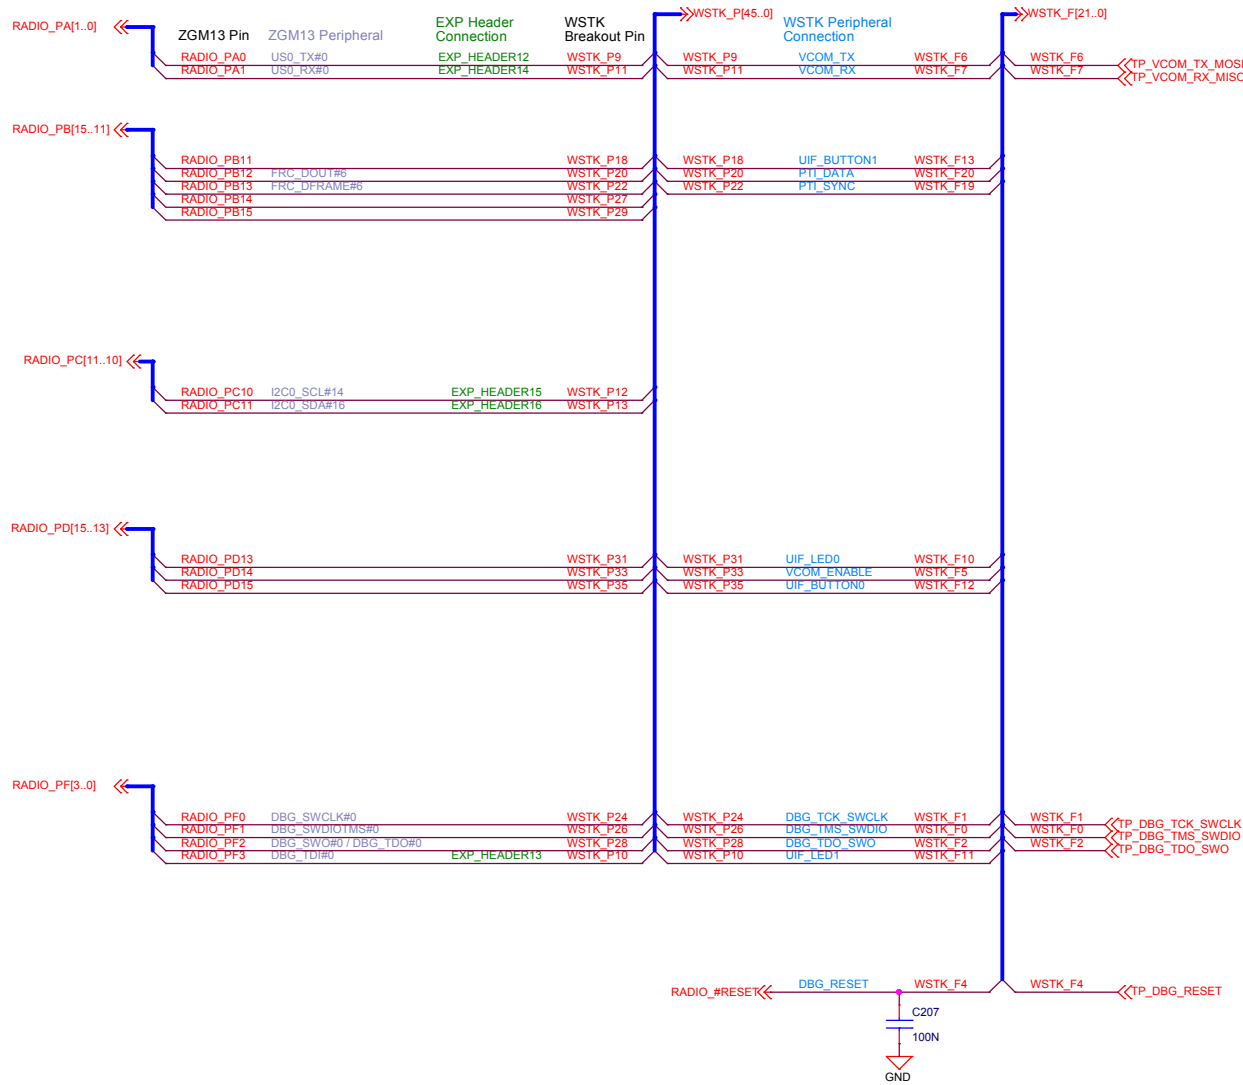 RADIO_PA[1..0] WSTK_P[45..0] WSTK_F[21..0]
ZGM13 Pin ZGM13 Peripheral EXP Header Connection WSTK Breakout Pin WSTK Peripheral Connection
RADIO_PA0 US0_TX#0 EXP_HEADER12 WSTK_P9 WSTK_P9 VCOM_TX WSTK_F6 WSTK_F6 TP_VCOM_TX_MOSI
RADIO_PA1 US0_RX#0 EXP_HEADER14 WSTK_P11 WSTK_P11 VCOM_RX WSTK_F7 WSTK_F7 TP_VCOM_RX_MISO
RADIO_PB[15..11]
RADIO_PB11 WSTK_P18 WSTK_P18 UIF_BUTTON1 WSTK_F13
RADIO_PB12 FRC_DOUT#6 WSTK_P20 WSTK_P20 PTI_DATA WSTK_F20
RADIO_PB13 FRC_DFRAME#6 WSTK_P22 WSTK_P22 PTI_SYNC WSTK_F19
RADIO_PB14 WSTK_P27
RADIO_PB15 WSTK_P29
RADIO_PC[11..10]
RADIO_PC10 I2C0_SCL#14 EXP_HEADER15 WSTK_P12
RADIO_PC11 I2C0_SDA#16 EXP_HEADER16 WSTK_P13
RADIO_PD[15..13]
RADIO_PD13 WSTK_P31 WSTK_P31 UIF_LED0 WSTK_F10
RADIO_PD14 WSTK_P33 WSTK_P33 VCOM_ENABLE WSTK_F5
RADIO_PD15 WSTK_P35 WSTK_P35 UIF_BUTTON0 WSTK_F12
RADIO_PF[3..0]
RADIO_PF0 DBG_SWCLK#0 WSTK_P24 WSTK_P24 DBG_TCK_SWCLK WSTK_F1 WSTK_F1 TP_DBG_TCK_SWCLK
RADIO_PF1 DBG_SWDIOTMS#0 WSTK_P26 WSTK_P26 DBG_TMS_SWDIO WSTK_F0 WSTK_F0 TP_DBG_TMS_SWDIO
RADIO_PF2 DBG_SWO#0 / DBG_TDO#0 WSTK_P28 WSTK_P28 DBG_TDO_SWO WSTK_F2 WSTK_F2 TP_DBG_TDO_SWO
RADIO_PF3 DBG_TDI#0 EXP_HEADER13 WSTK_P10 WSTK_P10 UIF_LED1 WSTK_F11
RADIO_#RESET DBG_RESET WSTK_F4 WSTK_F4 TP_DBG_RESET
C207
100N
GND